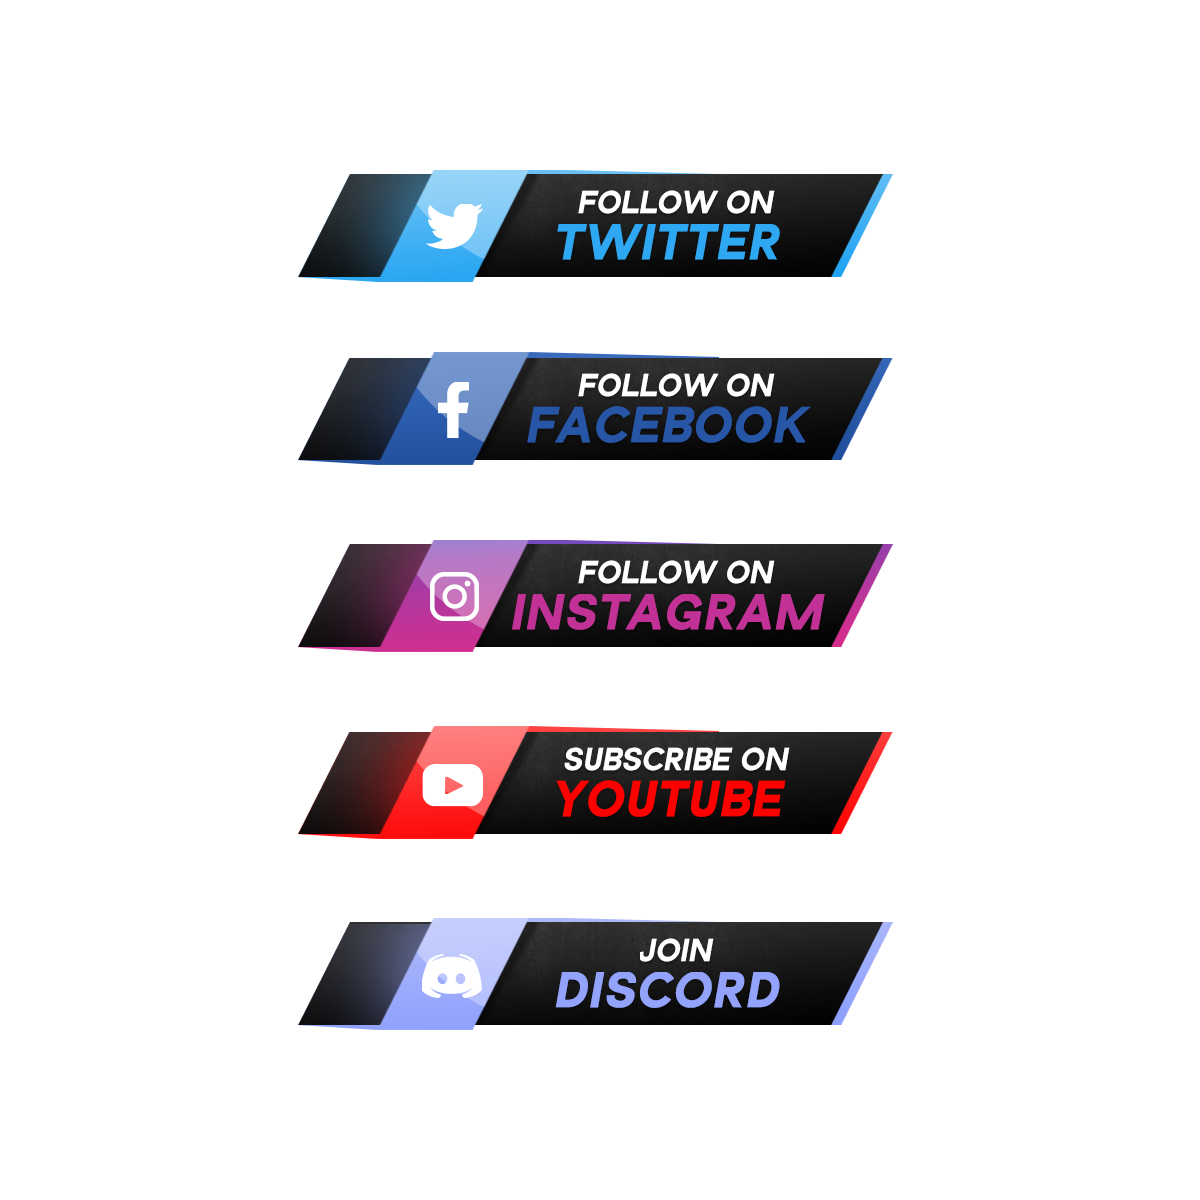 FOLLOW ON
TWITTER
FOLLOW ON
FACEBOOK
FOLLOW ON
INSTAGRAM
SUBSCRIBE ON
YOUTUBE
JOIN
DISCORD